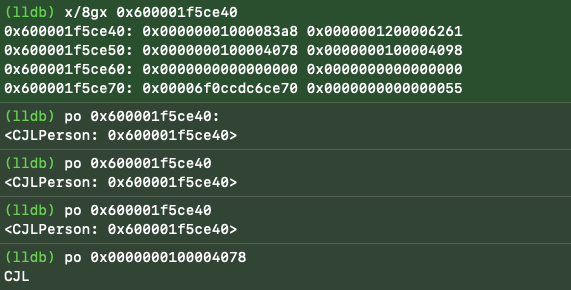 (lldb) x/8gx 0x600001f5ce40
0x600001f5ce40: 0x00000001000083a8 0x0000001200006261
0x600001f5ce50: 0x0000000100004078 0x0000000100004098
0x600001f5ce60: 0x0000000000000000 0x0000000000000000
0x600001f5ce70: 0x00006f0ccdc6ce70 0x0000000000000055
(lldb) po 0x600001f5ce40:
<CJLPerson: 0x600001f5ce40>
(lldb) po 0x600001f5ce40
<CJLPerson: 0x600001f5ce40>
(lldb) po 0x600001f5ce40
<CJLPerson: 0x600001f5ce40>
(lldb) po 0x0000000100004078
CJL